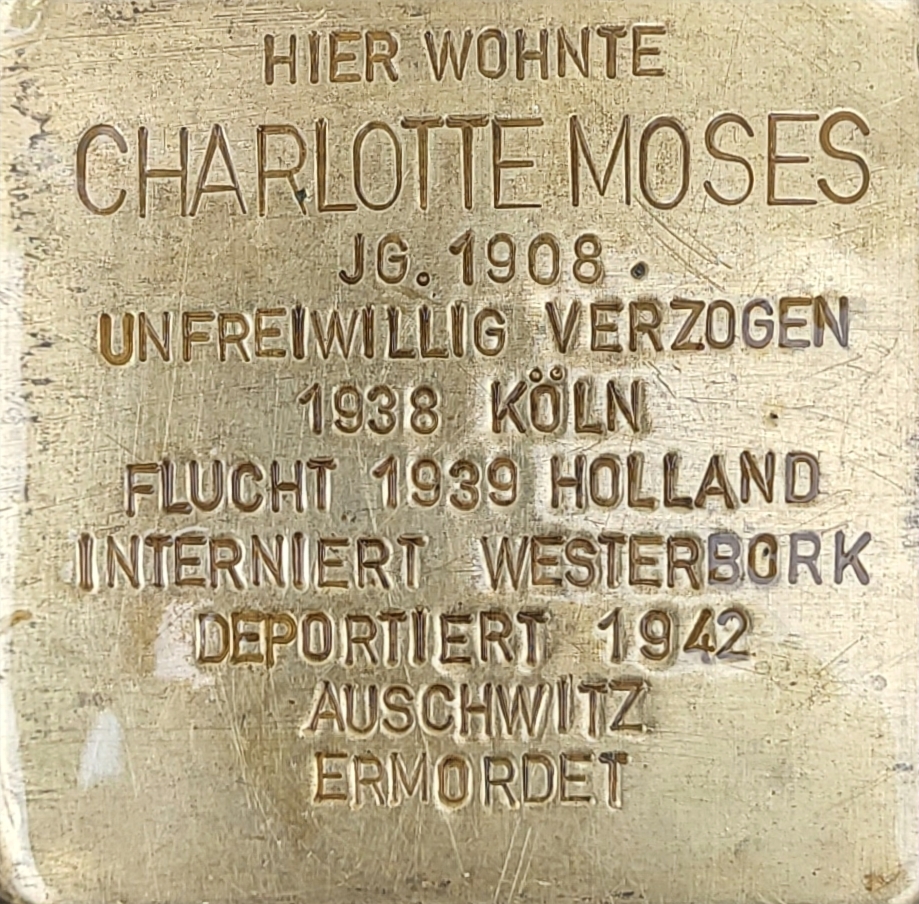 HIER WOHNTE
CHARLOTTE MOSES
JG. 1908
UNFREIWILLIG VERZOGEN
1938 KÖLN
FLUCHT 1939 HOLLAND
INTERNIERT WESTERBORK
DEPORTIERT 1942
AUSCHWITZ
ERMORDET